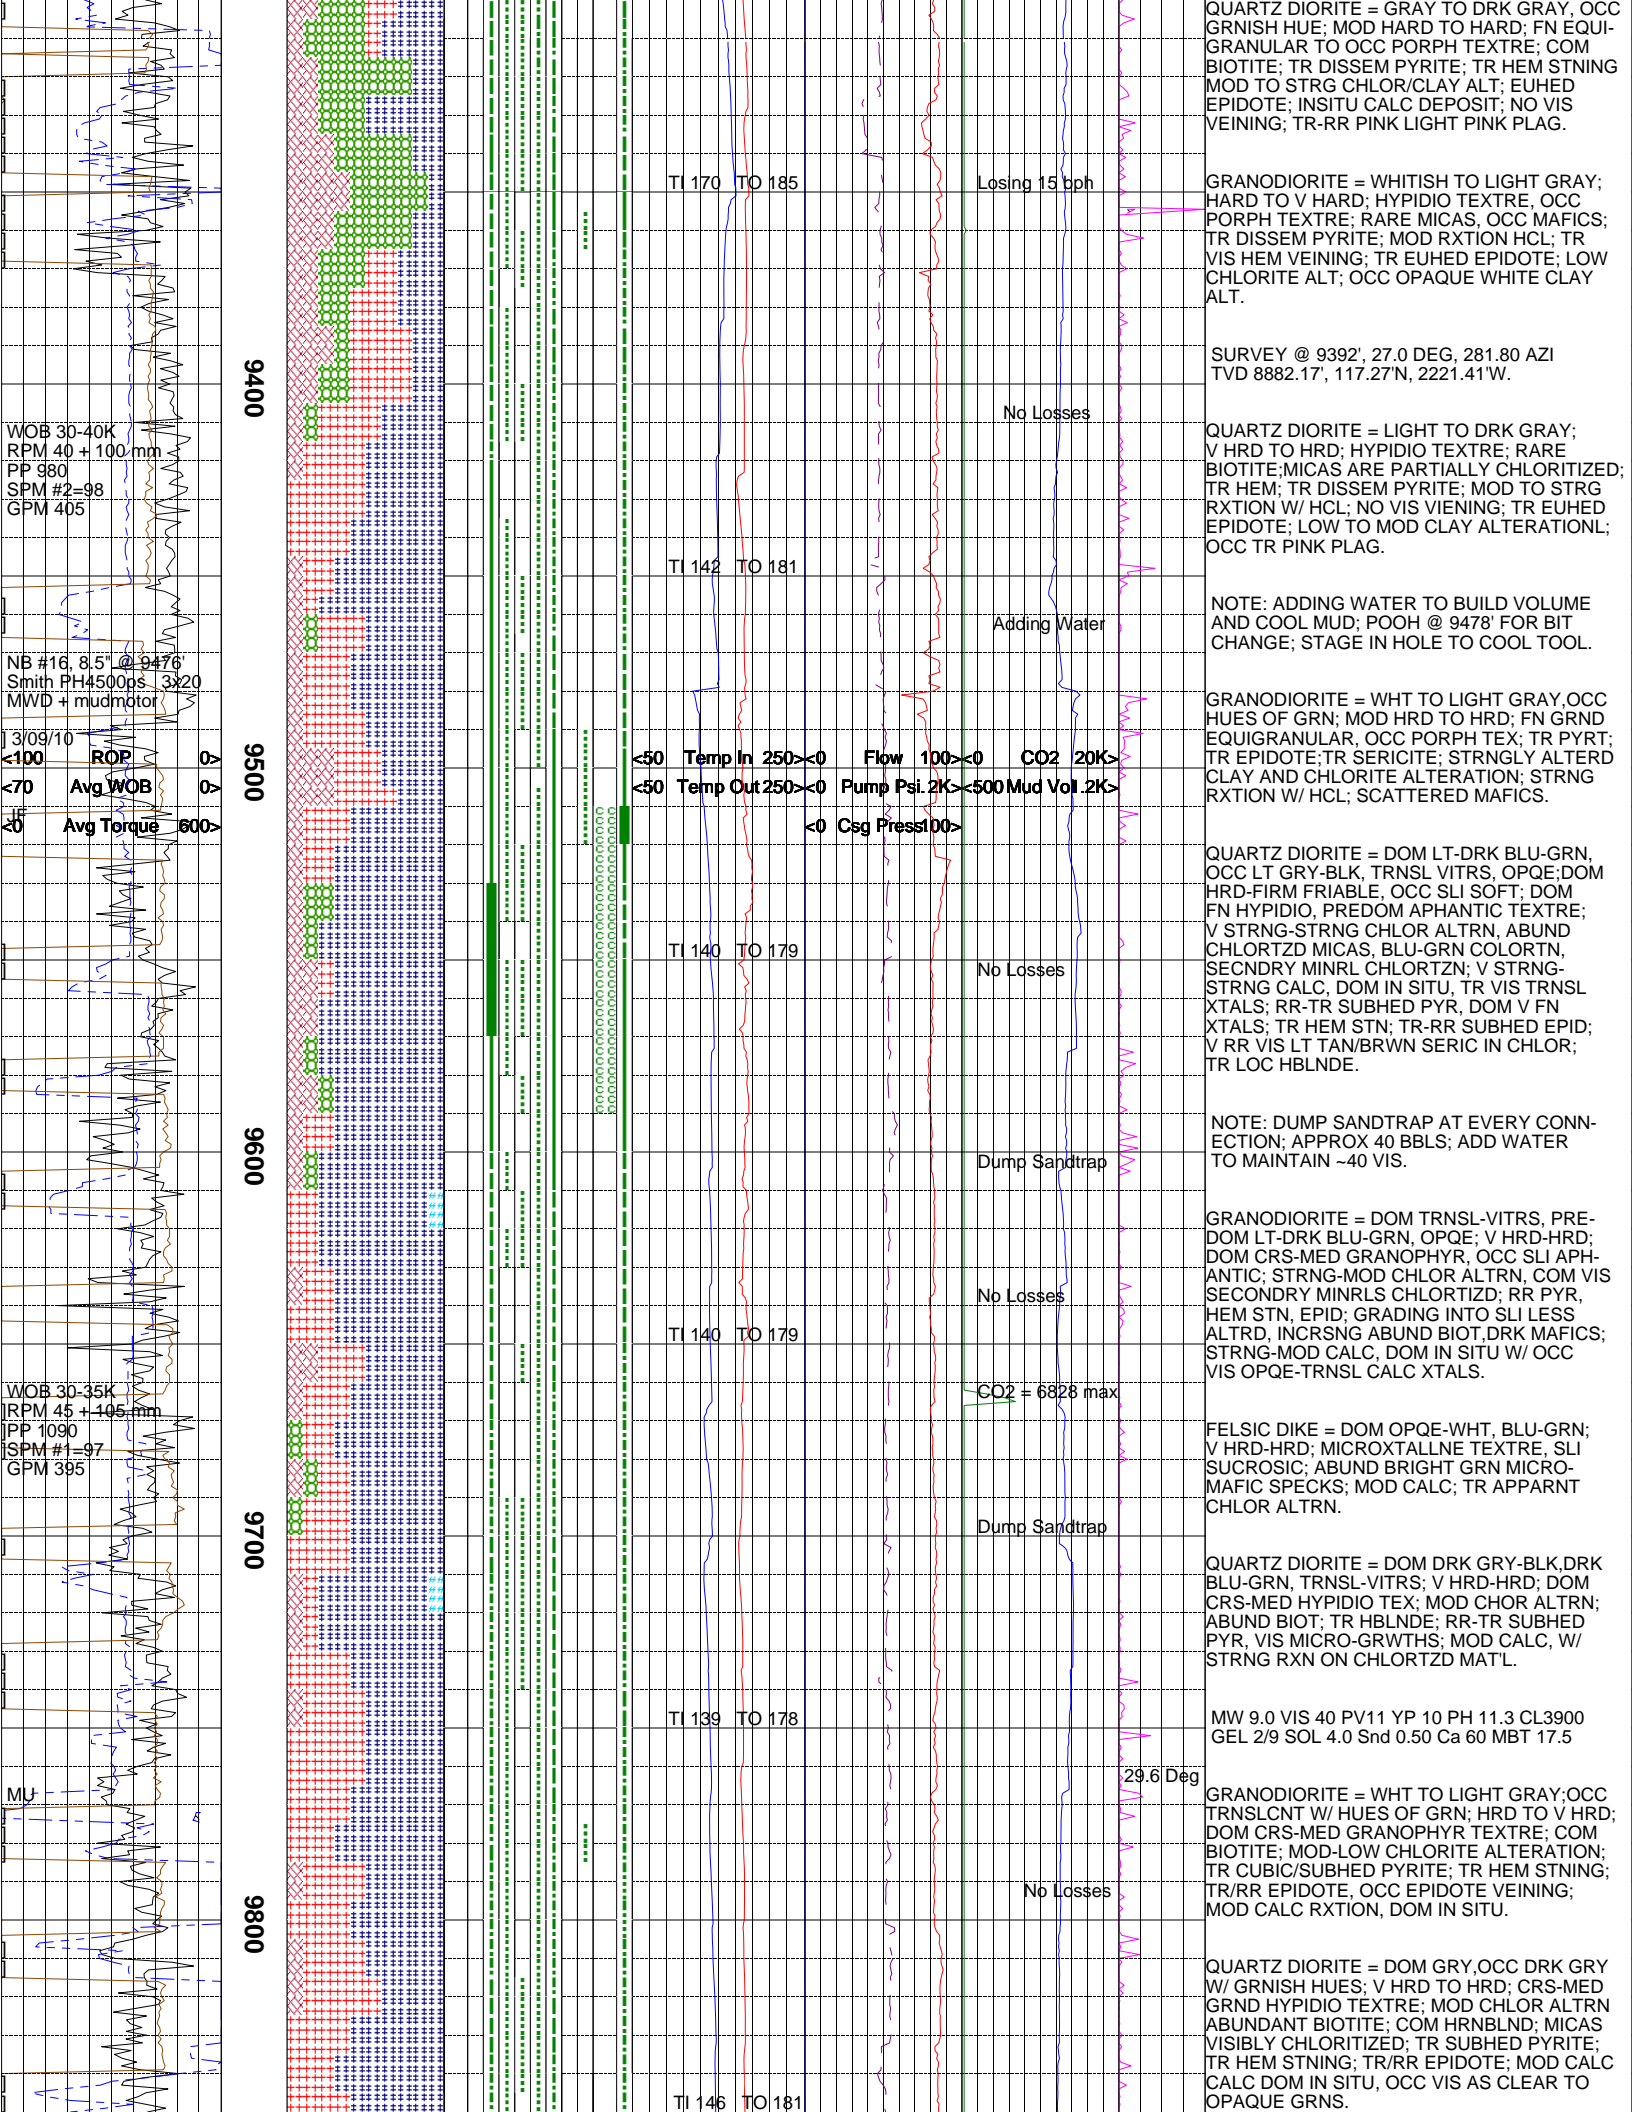 QUARTZ DIORITE = GRAY TO DRK GRAY, OCC
GRNISH HUE; MOD HARD TO HARD; FN EQUI-
GRANULAR TO OCC PORPH TEXTRE; COM
BIOTITE; TR DISSEM PYRITE; TR HEM STNING
MOD TO STRG CHLOR/CLAY ALT; EUHED
EPIDOTE; INSITU CALC DEPOSIT; NO VIS
VEINING; TR-RR PINK LIGHT PINK PLAG.
TI 170 TO 185
Losing 15 bph
GRANODIORITE = WHITISH TO LIGHT GRAY;
HARD TO V HARD; HYPIDIO TEXTRE, OCC
PORPH TEXTRE; RARE MICAS, OCC MAFICS;
TR DISSEM PYRITE; MOD RXTION HCL; TR
VIS HEM VEINING; TR EUHED EPIDOTE; LOW
CHLORITE ALT; OCC OPAQUE WHITE CLAY
ALT.
SURVEY @ 9392', 27.0 DEG, 281.80 AZI
TVD 8882.17', 117.27'N, 2221.41'W.
9400
No Losses
WOB 30-40K
RPM 40 + 100 mm
PP 980
SPM #2=98
GPM 405
QUARTZ DIORITE = LIGHT TO DRK GRAY;
V HRD TO HRD; HYPIDIO TEXTRE; RARE
BIOTITE;MICAS ARE PARTIALLY CHLORITIZED;
TR HEM; TR DISSEM PYRITE; MOD TO STRG
RXTION W/ HCL; NO VIS VIENING; TR EUHED
EPIDOTE; LOW TO MOD CLAY ALTERATIONL;
OCC TR PINK PLAG.
TI 142 TO 181
Adding Water
NOTE: ADDING WATER TO BUILD VOLUME
AND COOL MUD; POOH @ 9478' FOR BIT
CHANGE; STAGE IN HOLE TO COOL TOOL.
NB #16, 8.5" @ 9476'
Smith PH4500ps 3x20
MWD + mudmotor
3/09/10
GRANODIORITE = WHT TO LIGHT GRAY,OCC
HUES OF GRN; MOD HRD TO HRD; FN GRND
EQUIGRANULAR, OCC PORPH TEX; TR PYRT;
TR EPIDOTE;TR SERICITE; STRNGLY ALTERD
CLAY AND CHLORITE ALTERATION; STRNG
RXTION W/ HCL; SCATTERED MAFICS.
<100 ROP 0> <50 Temp In 250><0 Flow 100><0 CO2 20K>
9500
<70 Avg WOB 0> <50 Temp Out 250><0 Pump Psi.2K><500 Mud Vol .2K>
JF
<0 Avg Torque 600> <0 Csg Press 100>
QUARTZ DIORITE = DOM LT-DRK BLU-GRN,
OCC LT GRY-BLK, TRNSL VITRS, OPQE;DOM
HRD-FIRM FRIABLE, OCC SLI SOFT; DOM
FN HYPIDIO, PREDOM APHANTIC TEXTRE;
V STRNG-STRNG CHLOR ALTRN, ABUND
CHLORTZD MICAS, BLU-GRN COLORTN,
SECNDRY MINRL CHLORTZN; V STRNG-
STRNG CALC, DOM IN SITU, TR VIS TRNSL
XTALS; RR-TR SUBHED PYR, DOM V FN
XTALS; TR HEM STN; TR-RR SUBHED EPID;
V RR VIS LT TAN/BRWN SERIC IN CHLOR;
TR LOC HBLNDE.
TI 140 TO 179
No Losses
NOTE: DUMP SANDTRAP AT EVERY CONN-
ECTION; APPROX 40 BBLS; ADD WATER
TO MAINTAIN ~40 VIS.
9600
Dump Sandtrap
GRANODIORITE = DOM TRNSL-VITRS, PRE-
DOM LT-DRK BLU-GRN, OPQE; V HRD-HRD;
DOM CRS-MED GRANOPHYR, OCC SLI APH-
ANTIC; STRNG-MOD CHLOR ALTRN, COM VIS
SECONDRY MINRLS CHLORTIZD; RR PYR,
HEM STN, EPID; GRADING INTO SLI LESS
ALTRD, INCRSNG ABUND BIOT,DRK MAFICS;
STRNG-MOD CALC, DOM IN SITU W/ OCC
VIS OPQE-TRNSL CALC XTALS.
No Losses
TI 140 TO 179
CO2 = 6828 max
WOB 30-35K
RPM 45 + 105 mm
PP 1090
SPM #1=97
GPM 395
FELSIC DIKE = DOM OPQE-WHT, BLU-GRN;
V HRD-HRD; MICROXTALLNE TEXTRE, SLI
SUCROSIC; ABUND BRIGHT GRN MICRO-
MAFIC SPECKS; MOD CALC; TR APPARNT
CHLOR ALTRN.
9700
Dump Sandtrap
QUARTZ DIORITE = DOM DRK GRY-BLK,DRK
BLU-GRN, TRNSL-VITRS; V HRD-HRD; DOM
CRS-MED HYPIDIO TEX; MOD CHOR ALTRN;
ABUND BIOT; TR HBLNDE; RR-TR SUBHED
PYR, VIS MICRO-GRWTHS; MOD CALC, W/
STRNG RXN ON CHLORTZD MAT'L.
TI 139 TO 178
MW 9.0 VIS 40 PV11 YP 10 PH 11.3 CL3900
GEL 2/9 SOL 4.0 Snd 0.50 Ca 60 MBT 17.5
29.6 Deg
MU
GRANODIORITE = WHT TO LIGHT GRAY;OCC
TRNSLCNT W/ HUES OF GRN; HRD TO V HRD;
DOM CRS-MED GRANOPHYR TEXTRE; COM
BIOTITE; MOD-LOW CHLORITE ALTERATION;
TR CUBIC/SUBHED PYRITE; TR HEM STNING;
TR/RR EPIDOTE, OCC EPIDOTE VEINING;
MOD CALC RXTION, DOM IN SITU.
No Losses
9800
QUARTZ DIORITE = DOM GRY,OCC DRK GRY
W/ GRNISH HUES; V HRD TO HRD; CRS-MED
GRND HYPIDIO TEXTRE; MOD CHLOR ALTRN
ABUNDANT BIOTITE; COM HRNBLND; MICAS
VISIBLY CHLORITIZED; TR SUBHED PYRITE;
TR HEM STNING; TR/RR EPIDOTE; MOD CALC
CALC DOM IN SITU, OCC VIS AS CLEAR TO
OPAQUE GRNS.
TI 146 TO 181